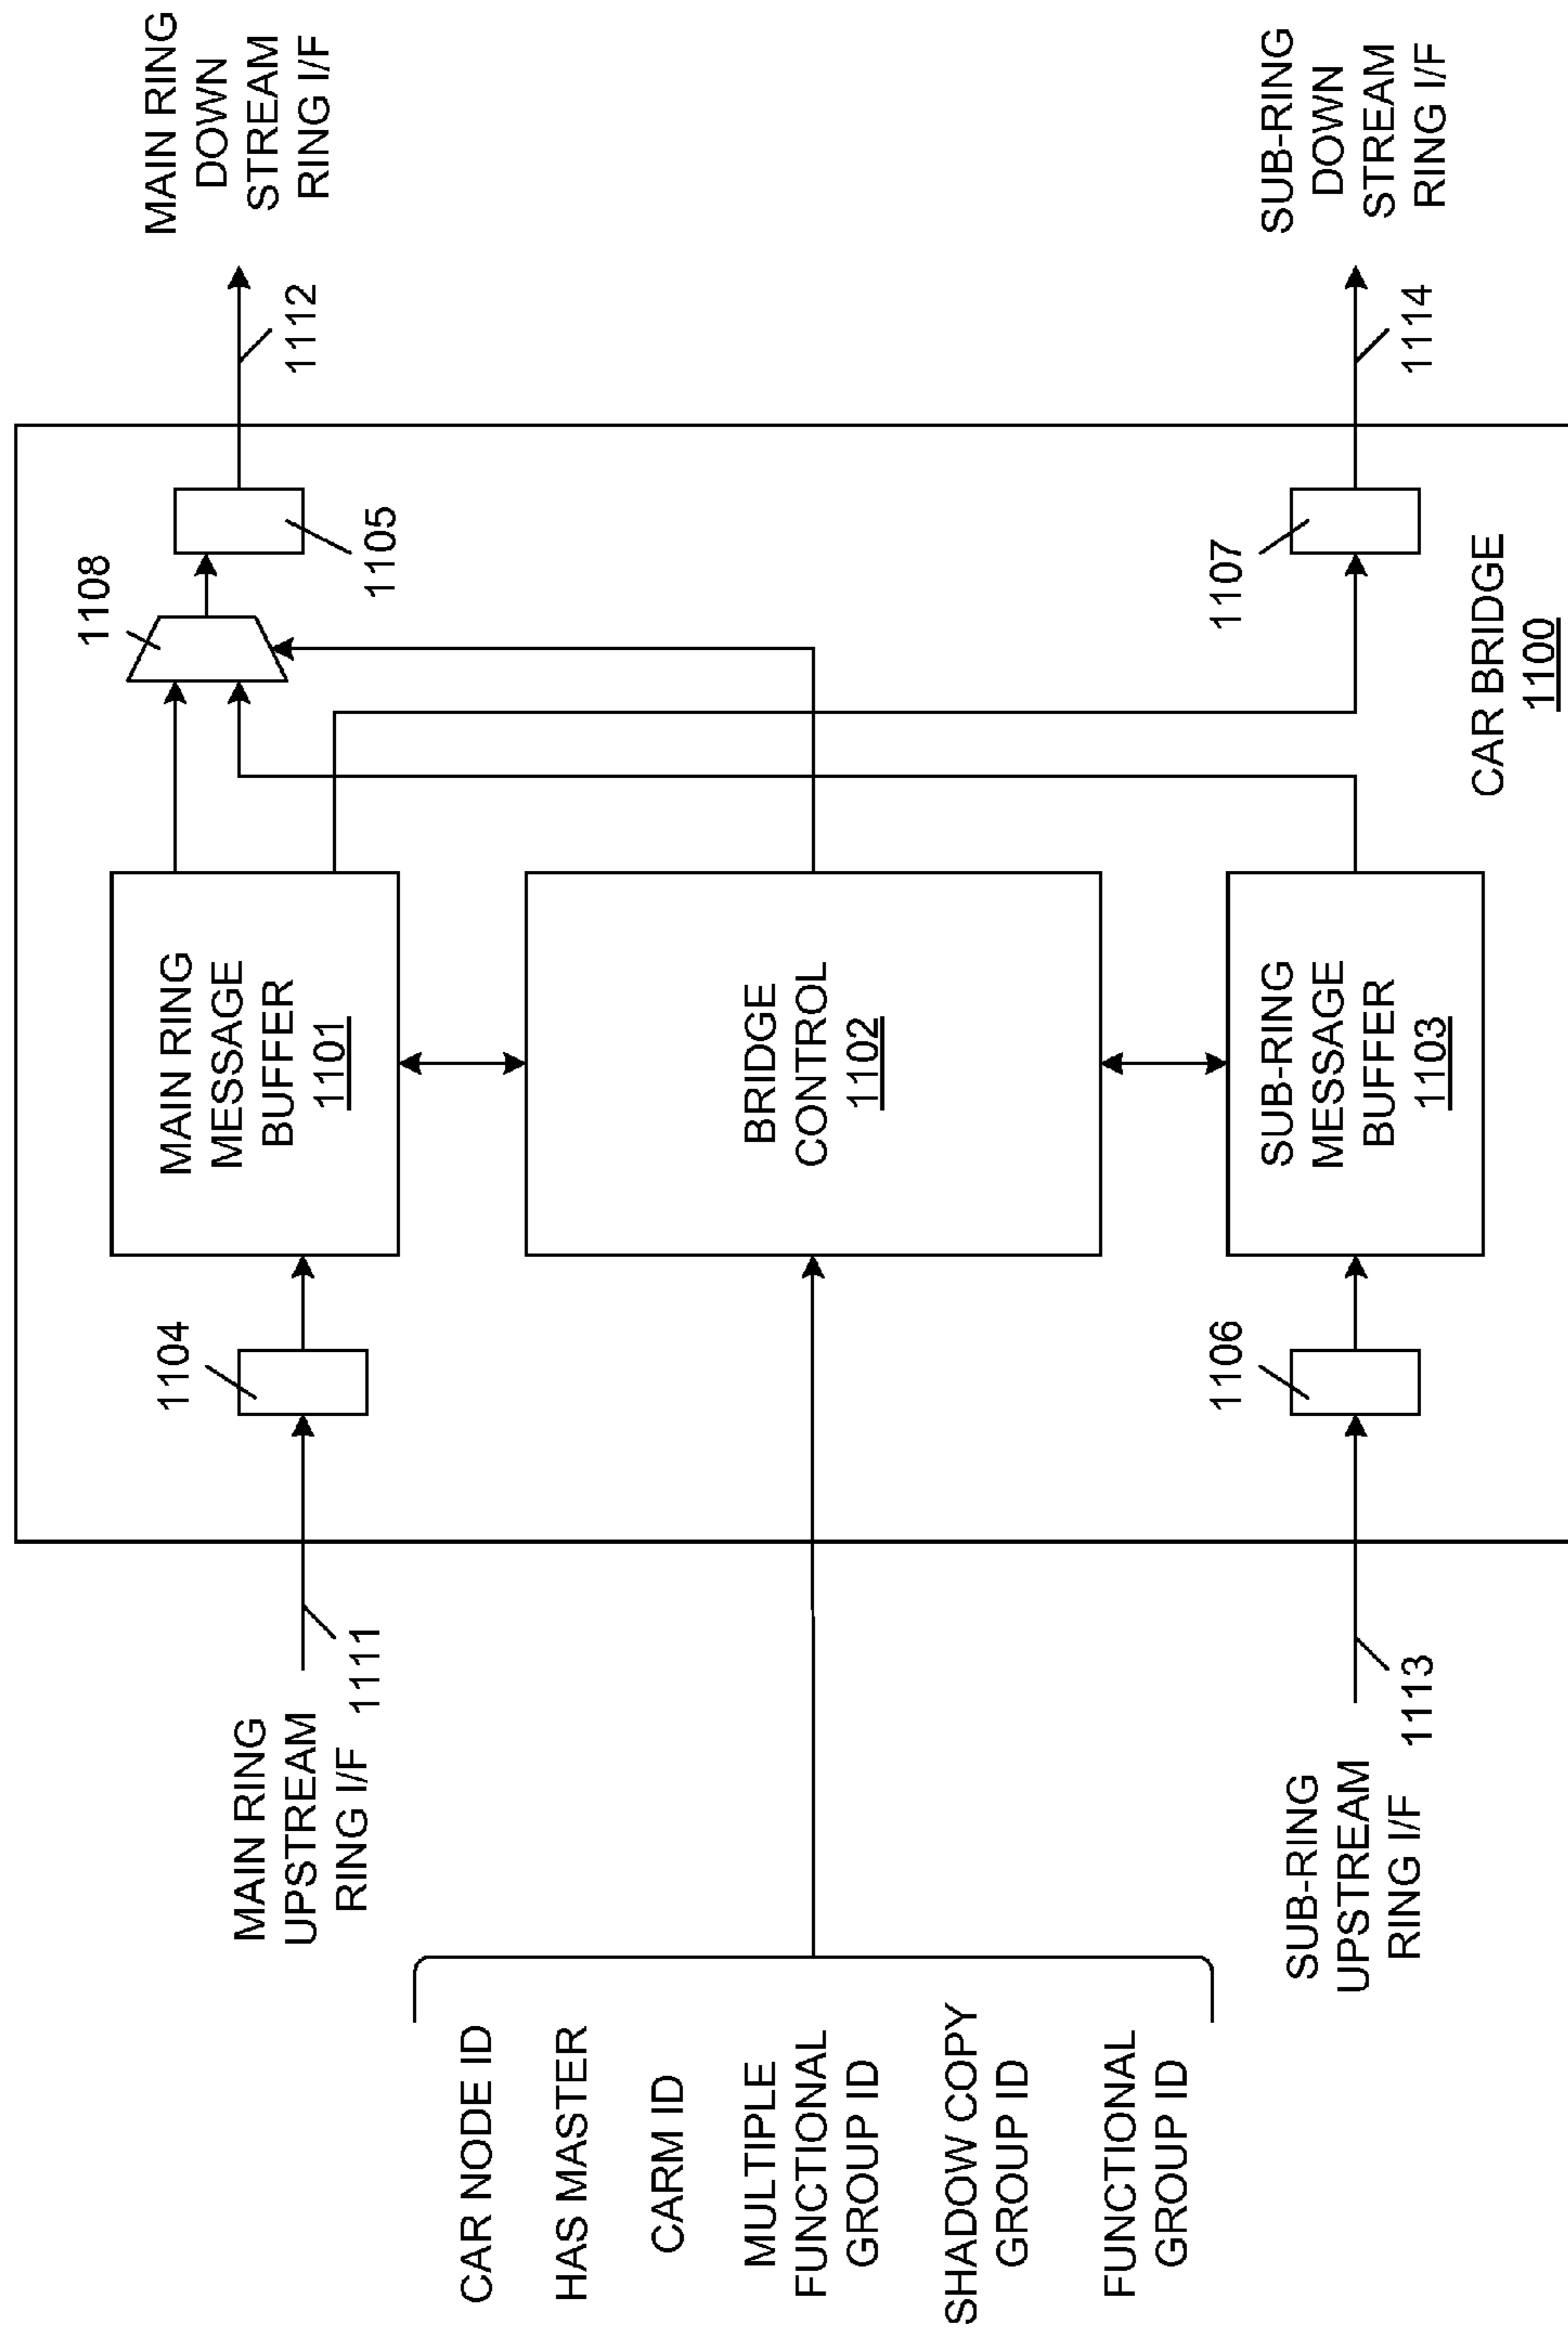 CAR NODE ID
HAS MASTER
CARM ID
MULTIPLE
FUNCTIONAL
GROUP ID
SHADOW COPY
GROUP ID
FUNCTIONAL
GROUP ID
MAIN RING
UPSTREAM
RING I/F
1111
SUB-RING
UPSTREAM
RING I/F
1113
1104
1106
MAIN RING
MESSAGE
BUFFER
1101
BRIDGE
CONTROL
1102
SUB-RING
MESSAGE
BUFFER
1103
1108
1105
1107
CAR BRIDGE
1100
1112
1114
MAIN RING
DOWN
STREAM
RING I/F
SUB-RING
DOWN
STREAM
RING I/F